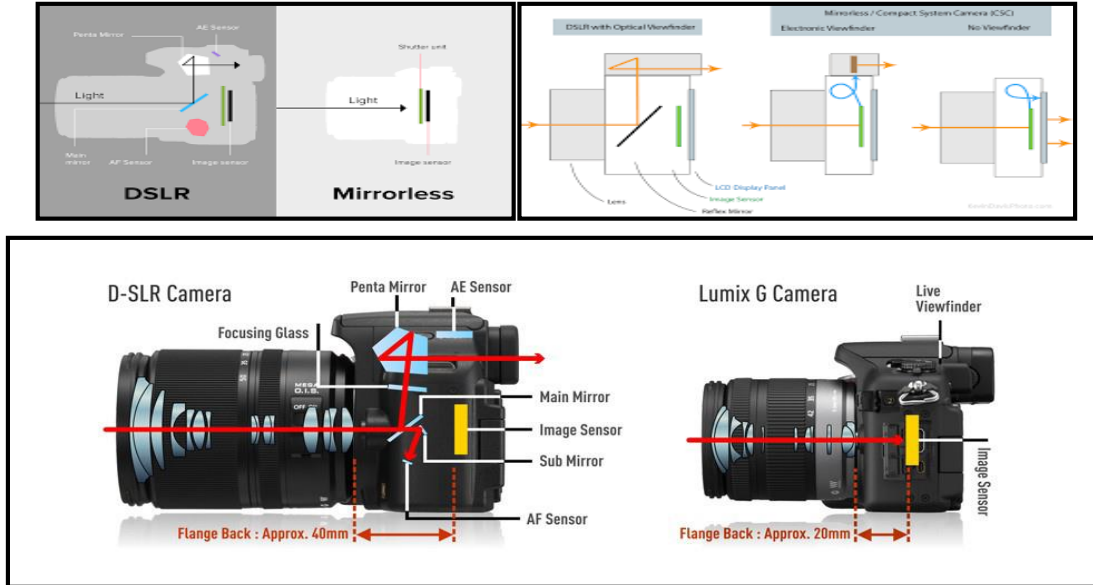 Penta Mirror
AE Sensor
Light
Main
mirror
AF Sensor
Image sensor
DSLR
Shutter unit
Light
Image sensor
Mirrorless
DSLR with Optical Viewfinder
Mirrorless / Compact System Camera (CSC)
Electronic Viewfinder
No Viewfinder
LCD Display Panel
Image Sensor
Reflex Mirror
Lens
D-SLR Camera
Penta Mirror
AE Sensor
Focusing Glass
MEGA
O.I.S.
Main Mirror
Image Sensor
Sub Mirror
AF Sensor
Flange Back : Approx. 40mm
Lumix G Camera
Live
Viewfinder
Image Sensor
Flange Back : Approx. 20mm